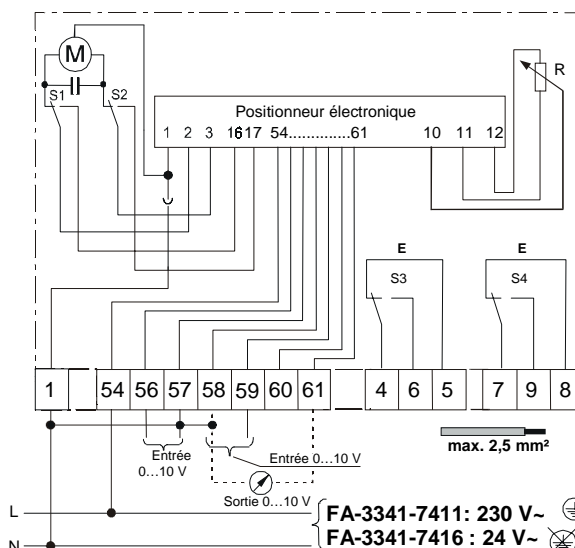 M
S1 S2
R
Positionneur électronique
1 2 3 16 17 54..............61 10 11 12
E E
S3 S4
1 54 56 57 58 59 60 61 4 6 5 7 9 8
max. 2,5 mm²
Entrée
0...10 V
Entrée 0...10 V
Sortie 0...10 V
L
FA-3341-7411: 230 V~
N
FA-3341-7416 : 24 V~